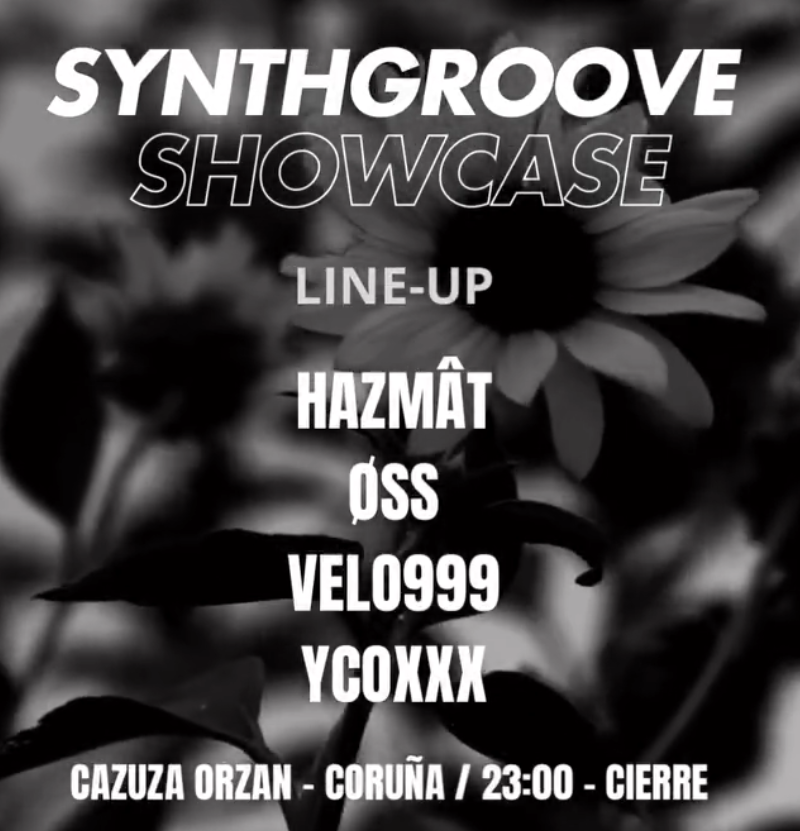 SYNTHGROOVE
SHOWCASE
LINE-UP
HAZMÂT
ØSS
VELO999
YCOXXX
CAZUZA ORZAN - CORUÑA / 23:00 - CIERRE